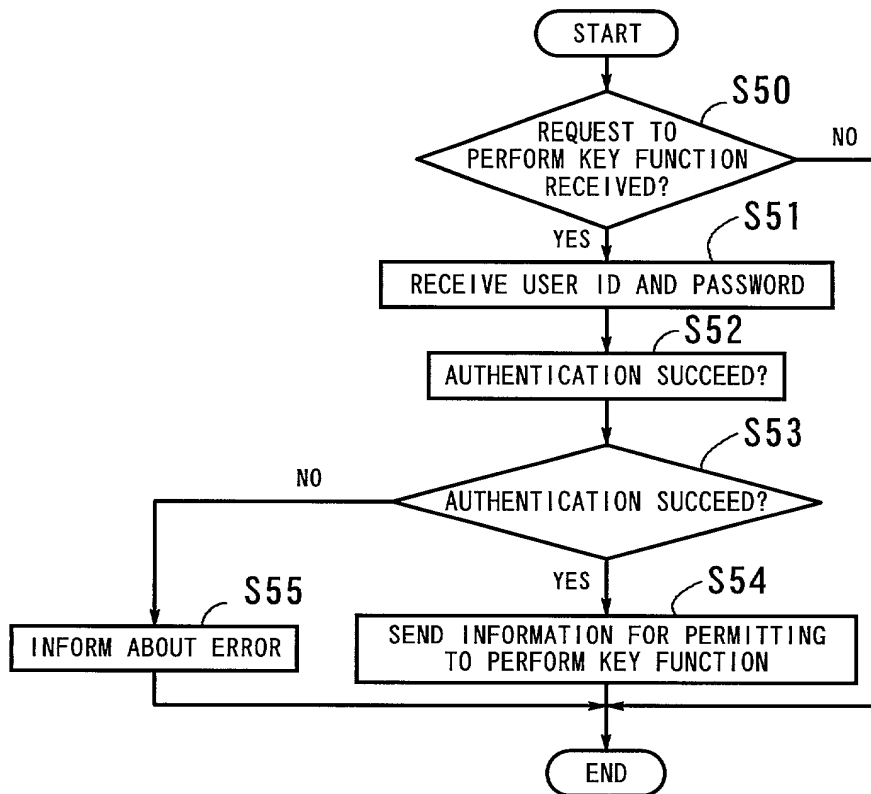 START
S50
REQUEST TO
PERFORM KEY FUNCTION
RECEIVED?
NO
YES
S51
RECEIVE USER ID AND PASSWORD
S52
AUTHENTICATION SUCCEED?
S53
NO
AUTHENTICATION SUCCEED?
YES
S54
S55
SEND INFORMATION FOR PERMITTING
TO PERFORM KEY FUNCTION
INFORM ABOUT ERROR
END